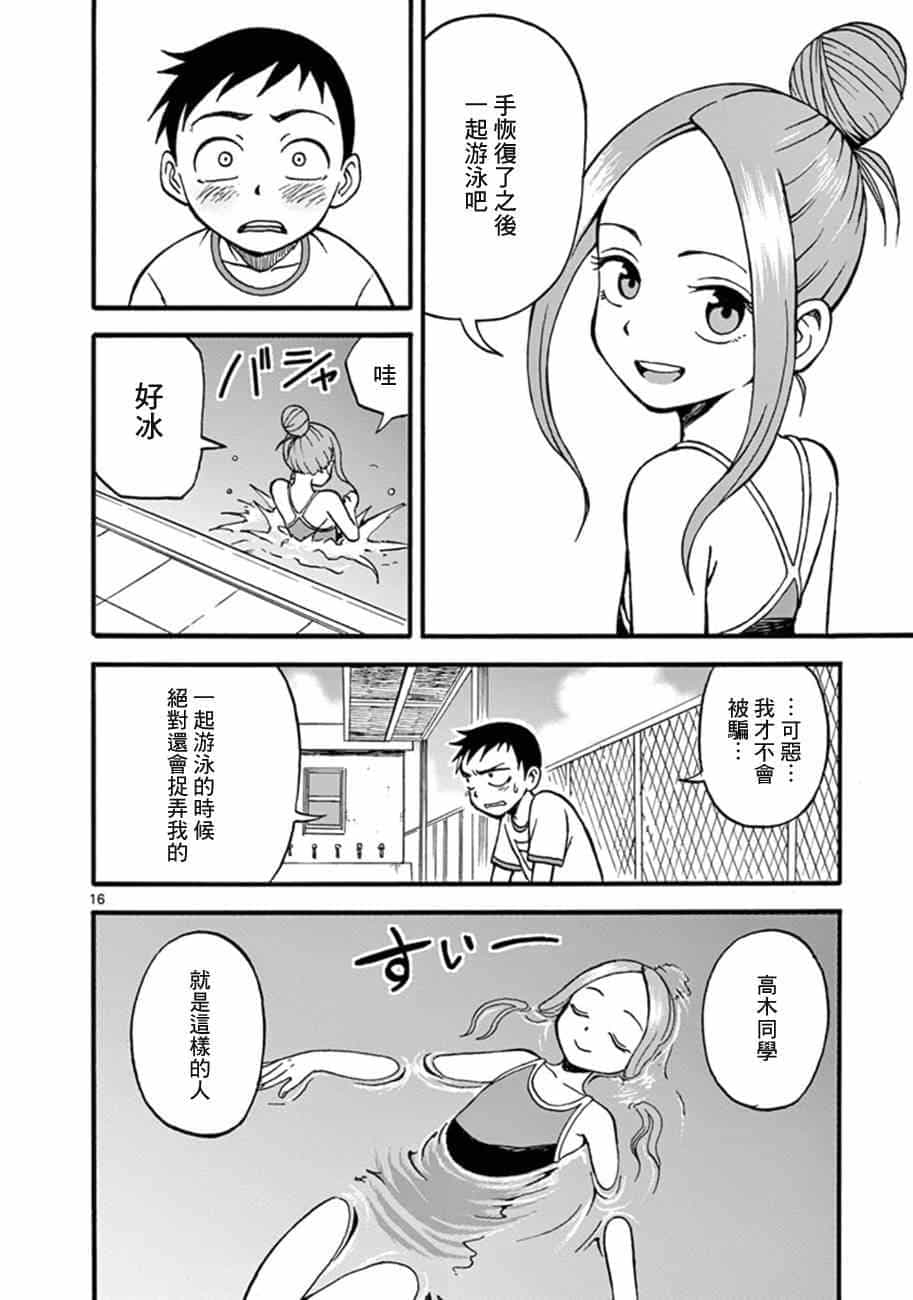 手恢復了之後
一起游泳吧
哇
バシャ
好冰
…可惡…
我才不會
被騙…
一起游泳的時候
絕對還會捉弄我的
16
高木同學
すぃー
就是這樣的人